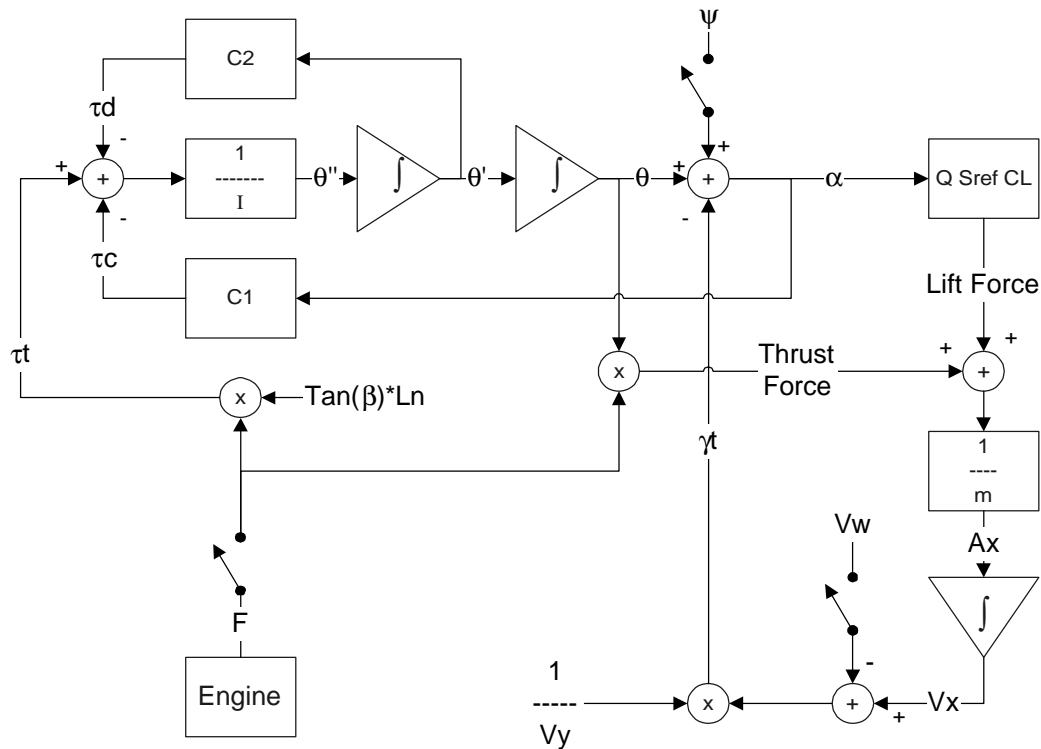 ψ
C2
τd
-
+
+
1
-------
I
θ''
∫
θ'
∫
θ
+
+
+
-
α
Q Sref CL
-
τc
C1
Lift Force
τt
+
+
+
x
Thrust
Force
x
Tan(β)*Ln
γt
1
----
m
Vw
Ax
∫
F
-
Engine
1
-----
Vy
x
+
+
Vx